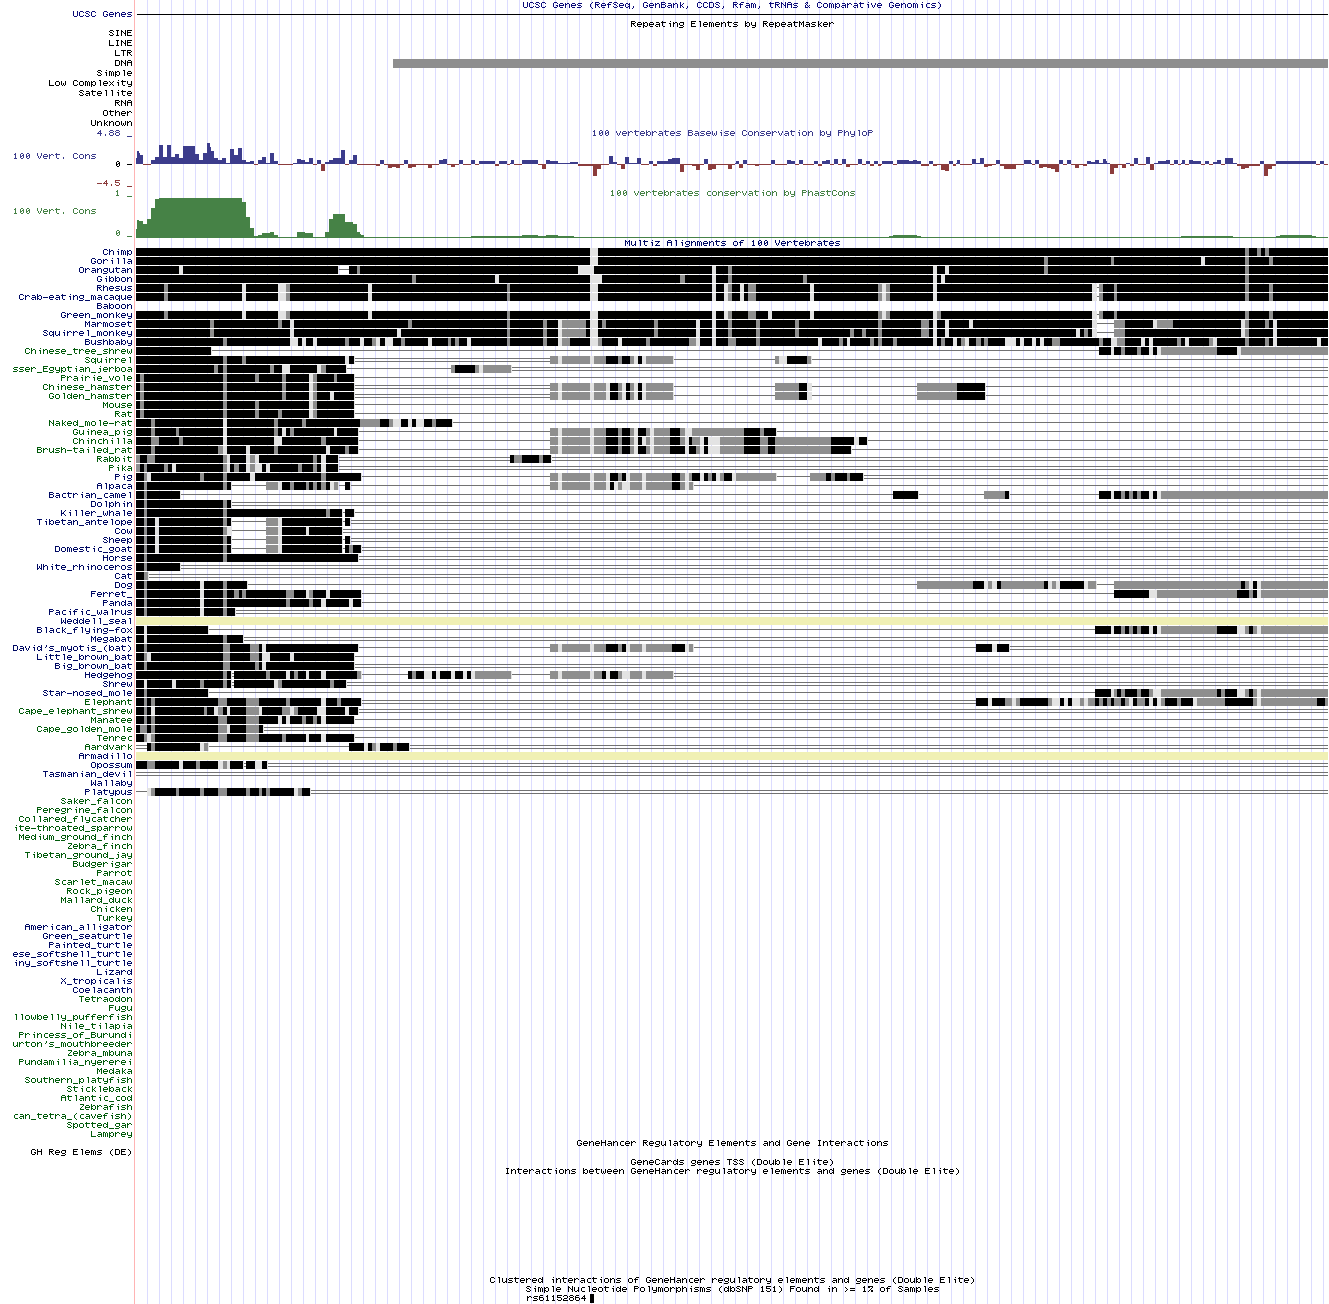 UCSC Genes (RefSeq, GenBank, CCDS, Rfam, tRNAs & Comparative Genomics)
UCSC Genes
Repeating Elements by RepeatMasker
SINE
LINE
LTR
DNA
Simple
Low Complexity
Satellite
RNA
Other
Unknown
4.88 _
100 vertebrates Basewise Conservation by PhyloP
100 Vert. Cons
0 -
-4.5 _
1 _
100 vertebrates conservation by PhastCons
100 Vert. Cons
0 _
Multiz Alignments of 100 Vertebrates
Chimp
Gorilla
Orangutan
Gibbon
Rhesus
Crab-eating_macaque
Baboon
Green_monkey
Marmoset
Squirrel_monkey
Bushbaby
Chinese_tree_shrew
Squirrel
sser_Egyptian_jerboa
Prairie_vole
Chinese_hamster
Golden_hamster
Mouse
Rat
Naked_mole-rat
Guinea_pig
Chinchilla
Brush-tailed_rat
Rabbit
Pika
Pig
Alpaca
Bactrian_camel
Dolphin
Killer_whale
Tibetan_antelope
Cow
Sheep
Domestic_goat
Horse
White_rhinoceros
Cat
Dog
Ferret_
Panda
Pacific_walrus
Weddell_seal
Black_flying-fox
Megabat
David's_myotis_(bat)
Little_brown_bat
Big_brown_bat
Hedgehog
Shrew
Star-nosed_mole
Elephant
Cape_elephant_shrew
Manatee
Cape_golden_mole
Tenrec
Aardvark
Armadillo
Opossum
Tasmanian_devil
Wallaby
Platypus
Saker_falcon
Peregrine_falcon
Collared_flycatcher
ite-throated_sparrow
Medium_ground_finch
Zebra_finch
Tibetan_ground_jay
Budgerigar
Parrot
Scarlet_macaw
Rock_pigeon
Mallard_duck
Chicken
Turkey
American_alligator
Green_seaturtle
Painted_turtle
ese_softshell_turtle
iny_softshell_turtle
Lizard
X_tropicalis
Coelacanth
Tetraodon
Fugu
llowbelly_pufferfish
Nile_tilapia
Princess_of_Burundi
urton's_mouthbreeder
Zebra_mbuna
Pundamilia_nyererei
Medaka
Southern_platyfish
Stickleback
Atlantic_cod
Zebrafish
can_tetra_(cavefish)
Spotted_gar
Lamprey
GeneHancer Regulatory Elements and Gene Interactions
GH Reg Elems (DE)
GeneCards genes TSS (Double Elite)
Interactions between GeneHancer regulatory elements and genes (Double Elite)
Clustered interactions of GeneHancer regulatory elements and genes (Double Elite)
Simple Nucleotide Polymorphisms (dbSNP 151) Found in >= 1% of Samples
rs61152864